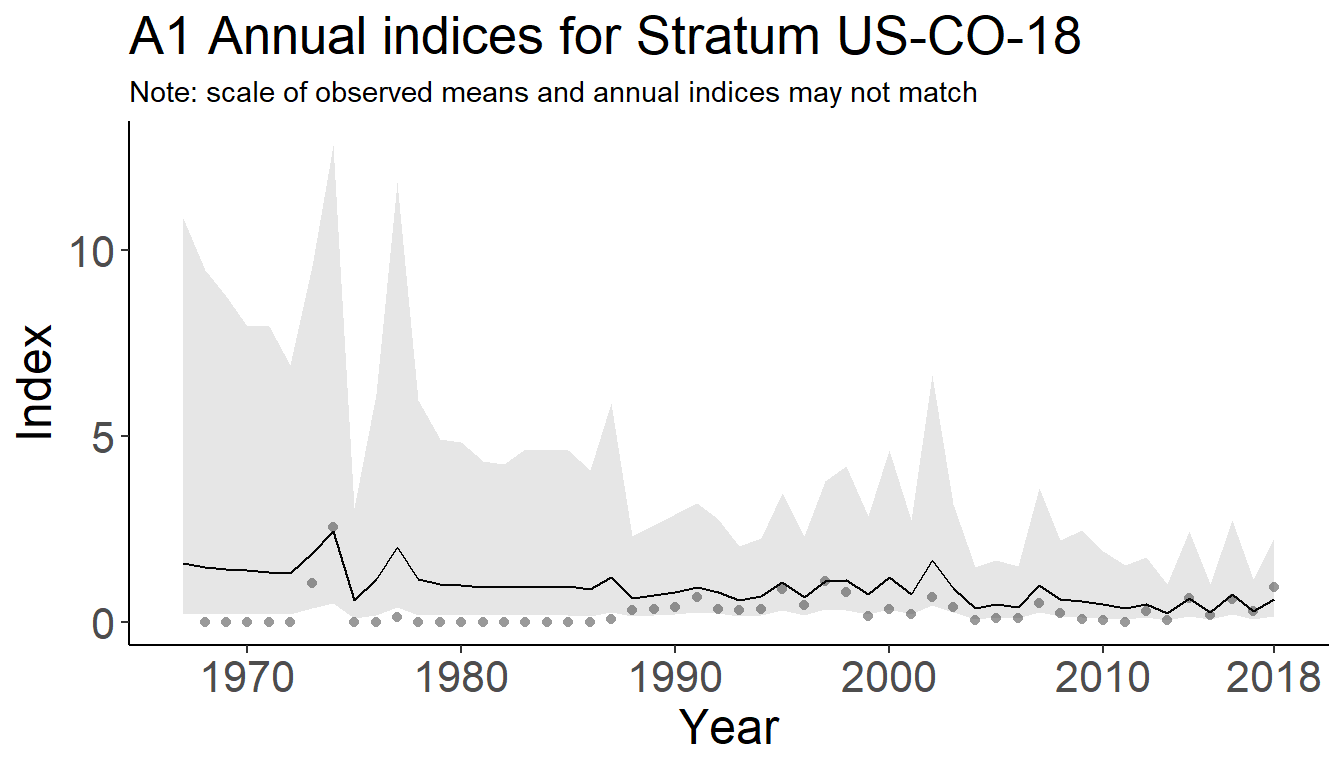 A1 Annual indices for Stratum US-CO-18
Note: scale of observed means and annual indices may not match
Index
10
5
0
1970 1980 1990 2000 2010 2018
Year